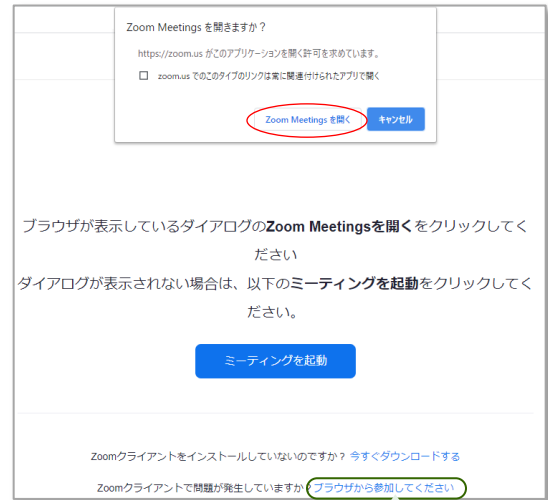 Zoom Meetings を開きますか？
https://zoom.us がこのアプリケーションを開く許可を求めています。
zoom.us でのこのタイプのリンクは常に関連付けられたアプリで開く
Zoom Meetings を開く
キャンセル
ブラウザが表示しているダイアログのZoom Meetingsを開くをクリックしてく
ださい
ダイアログが表示されない場合は、以下のミーティングを起動をクリックしてく
ださい。
ミーティングを起動
Zoomクライアントをインストールしていないのですか？ 今すぐダウンロードする
Zoomクライアントで問題が発生していますか？ブラウザから参加してください